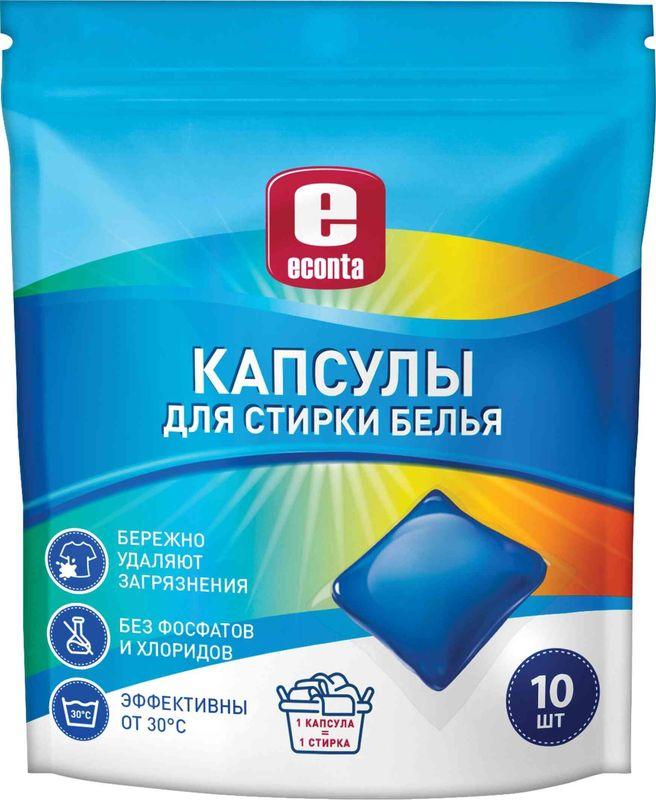 e
econta
КАПСУЛЫ
ДЛЯ СТИРКИ БЕЛЬЯ
БЕРЕЖНО
УДАЛЯЮТ
ЗАГРЯЗНЕНИЯ
БЕЗ ФОСФАТОВ
И ХЛОРИДОВ
30°C
ЭФФЕКТИВНЫ
ОТ 30°C
1 КАПСУЛА
=
1 СТИРКА
10
ШТ